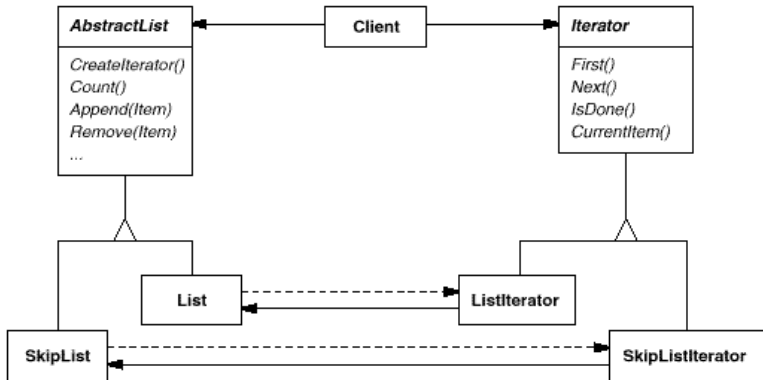 AbstractList
Client
Iterator
CreateIterator()
Count()
Append(Item)
Remove(Item)
...
First()
Next()
IsDone()
CurrentItem()
List
ListIterator
SkipList
SkipListIterator